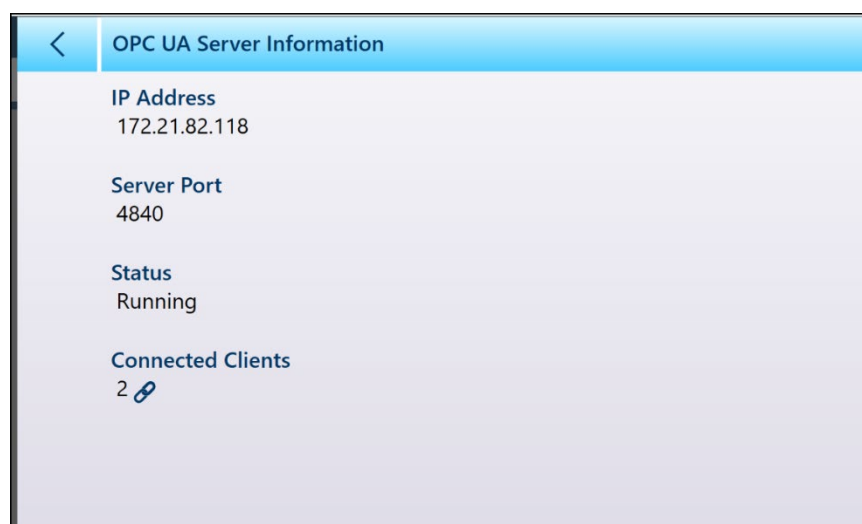 OPC UA Server Information
IP Address
172.21.82.118
Server Port
4840
Status
Running
Connected Clients
2